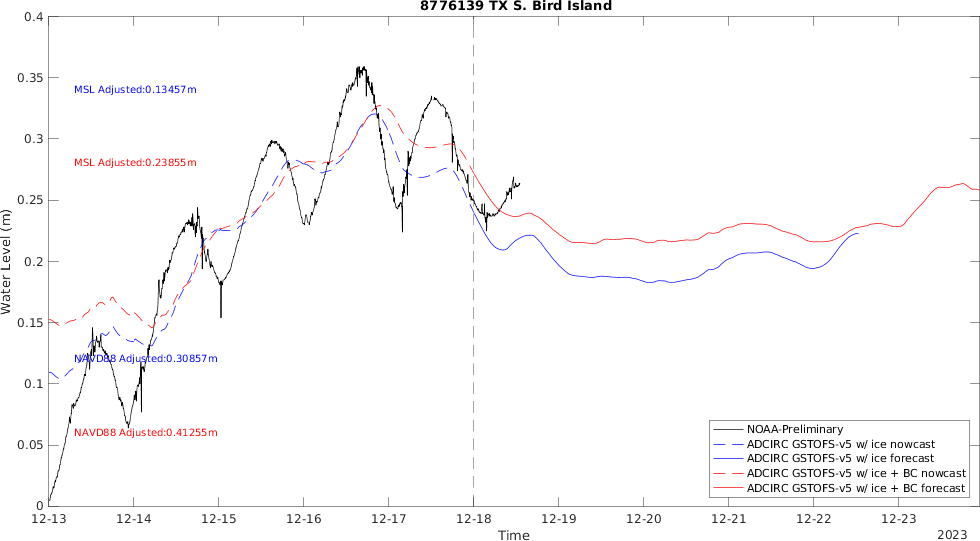 8776139 TX S. Bird Island
Water Level (m)
0.4
0.35
0.3
0.25
0.2
0.15
0.1
0.05
0
MSL Adjusted:0.13457m
MSL Adjusted:0.23855m
NAVD88 Adjusted:0.30857m
NAVD88 Adjusted:0.41255m
NOAA-Preliminary
ADCIRC GSTOFS-v5 w/ ice nowcast
ADCIRC GSTOFS-v5 w/ ice forecast
ADCIRC GSTOFS-v5 w/ ice + BC nowcast
ADCIRC GSTOFS-v5 w/ ice + BC forecast
12-13 12-14 12-15 12-16 12-17 12-18 12-19 12-20 12-21 12-22 12-23
Time
2023